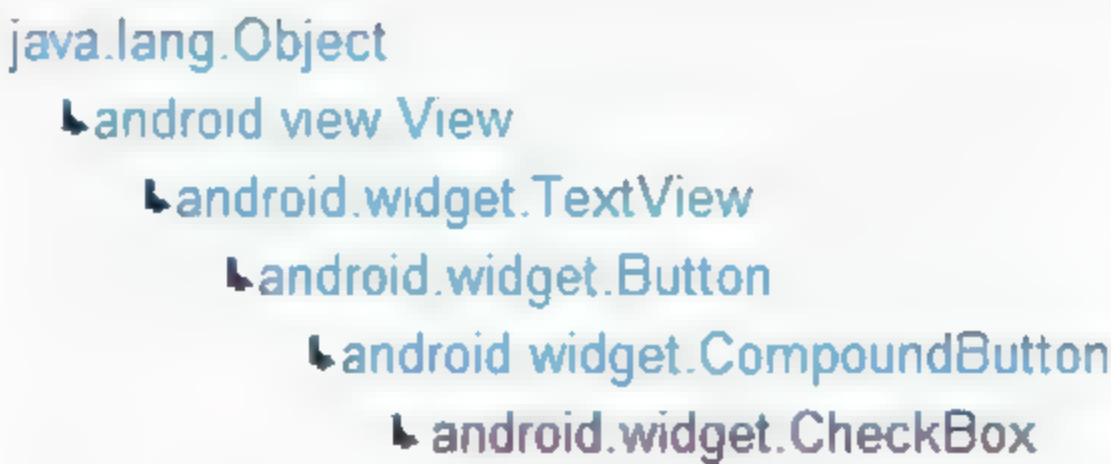 java.lang.Object
android view View
android.widget.TextView
android.widget.Button
android widget.CompoundButton
android.widget.CheckBox